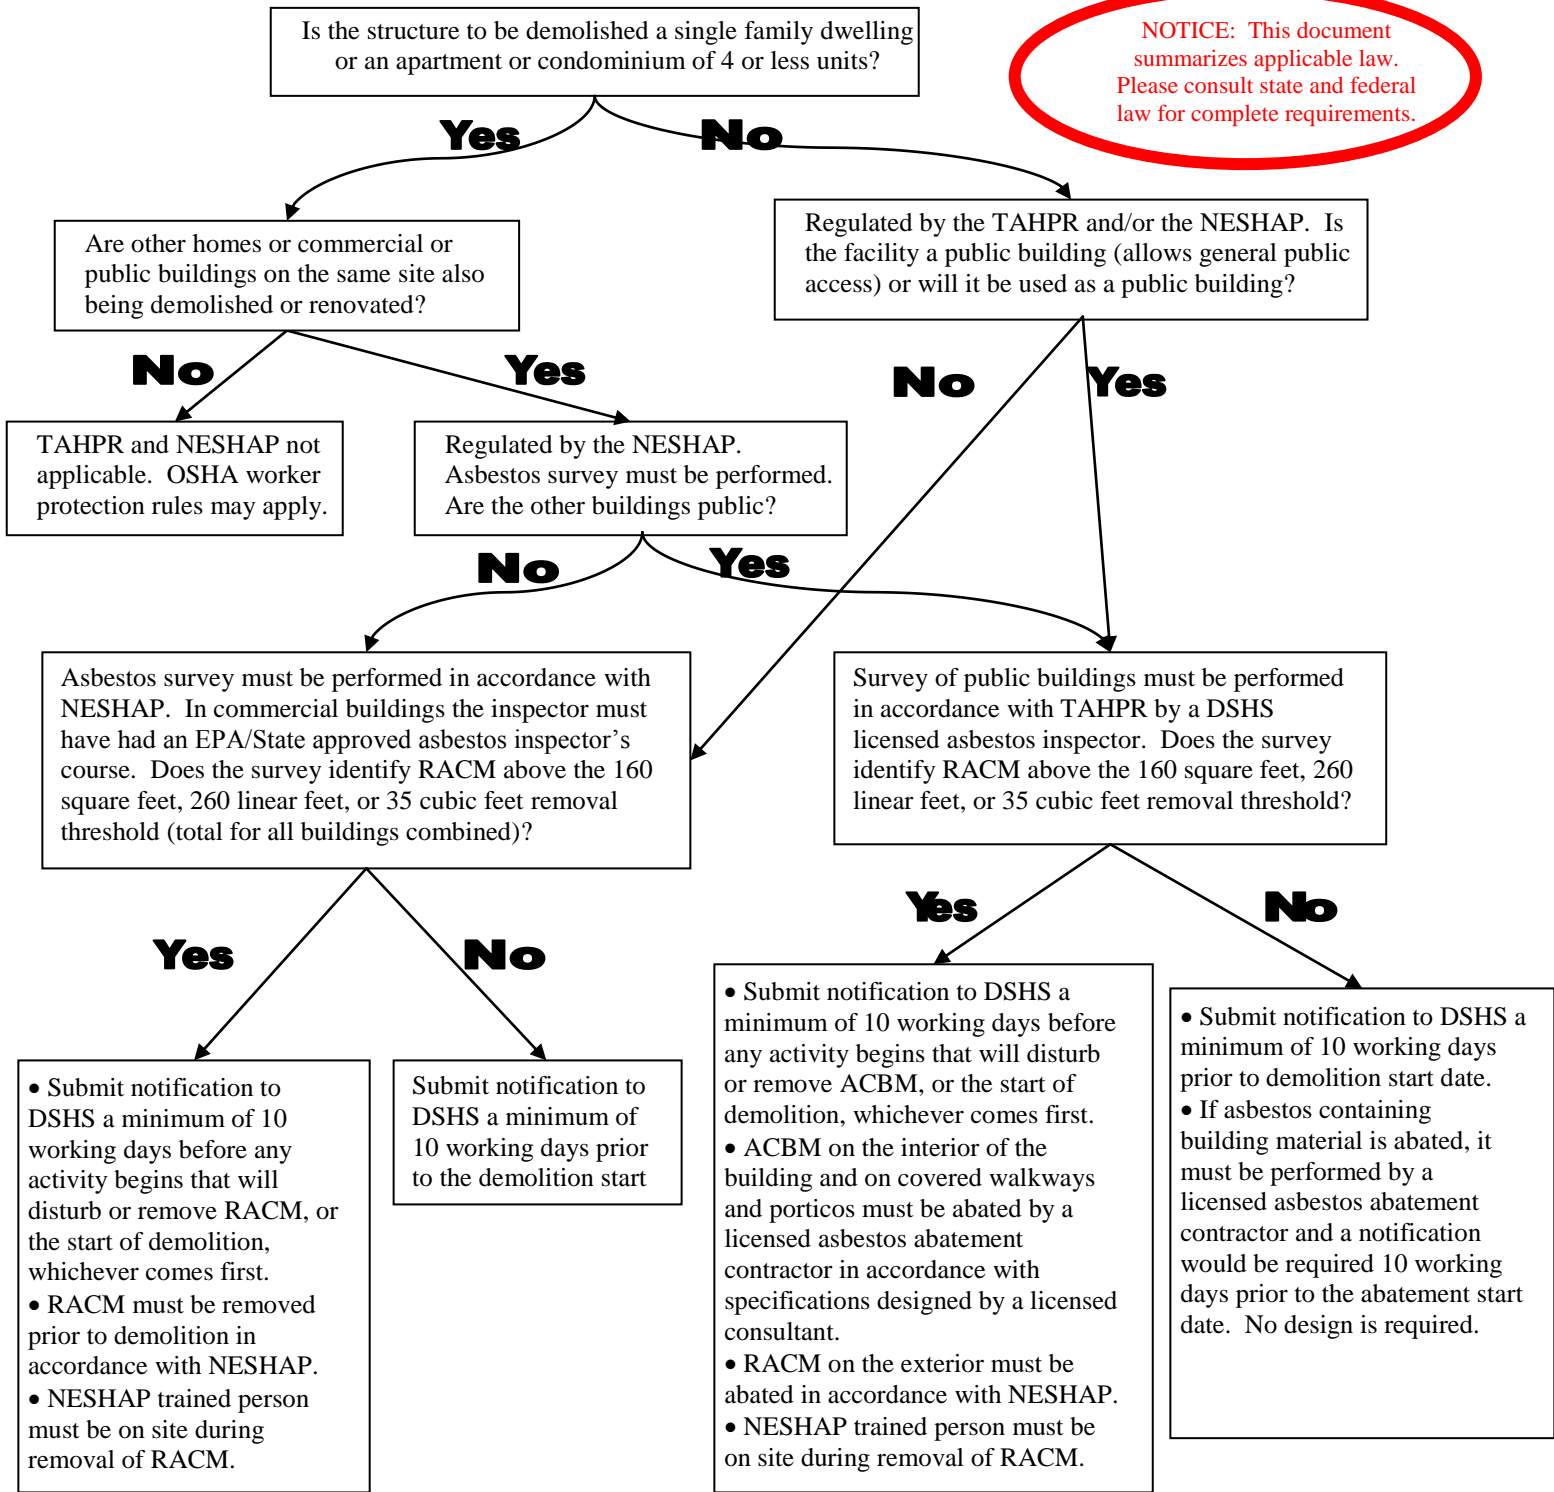 Is the structure to be demolished a single family dwelling
or an apartment or condominium of 4 or less units?
NOTICE:  This document
summarizes applicable law.
Please consult state and federal
law for complete requirements.
Yes
No
Are other homes or commercial or
public buildings on the same site also
being demolished or renovated?
Regulated by the TAHPR and/or the NESHAP.  Is
the facility a public building (allows general public
access) or will it be used as a public building?
No
Yes
No
Yes
TAHPR and NESHAP not
applicable.  OSHA worker
protection rules may apply.
Regulated by the NESHAP.
Asbestos survey must be performed.
Are the other buildings public?
No
Yes
Asbestos survey must be performed in accordance with
NESHAP.  In commercial buildings the inspector must
have had an EPA/State approved asbestos inspector’s
course.  Does the survey identify RACM above the 160
square feet, 260 linear feet, or 35 cubic feet removal
threshold (total for all buildings combined)?
Survey of public buildings must be performed
in accordance with TAHPR by a DSHS
licensed asbestos inspector.  Does the survey
identify RACM above the 160 square feet, 260
linear feet, or 35 cubic feet removal threshold?
Yes
No
Yes
No
• Submit notification to
DSHS a minimum of 10
working days before any
activity begins that will
disturb or remove RACM, or
the start of demolition,
whichever comes first.
• RACM must be removed
prior to demolition in
accordance with NESHAP.
• NESHAP trained person
must be on site during
removal of RACM.
Submit notification to
DSHS a minimum of
10 working days prior
to the demolition start
• Submit notification to DSHS a
minimum of 10 working days before
any activity begins that will disturb
or remove ACBM, or the start of
demolition, whichever comes first.
• ACBM on the interior of the
building and on covered walkways
and porticos must be abated by a
licensed asbestos abatement
contractor in accordance with
specifications designed by a licensed
consultant.
• RACM on the exterior must be
abated in accordance with NESHAP.
• NESHAP trained person must be
on site during removal of RACM.
• Submit notification to DSHS a
minimum of 10 working days
prior to demolition start date.
• If asbestos containing
building material is abated, it
must be performed by a
licensed asbestos abatement
contractor and a notification
would be required 10 working
days prior to the abatement start
date.  No design is required.